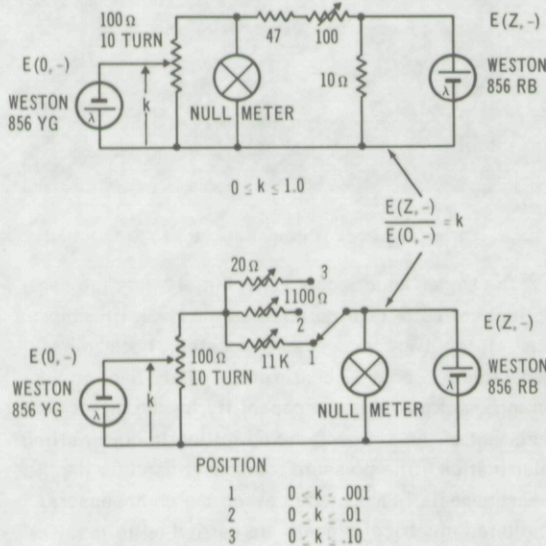 100Ω
10 TURN
47
100
E(Z,-)
E(0,-)
10Ω
WESTON
856 YG
λ
k
NULL METER
λ
WESTON
856 RB
0 ≤ k ≤ 1.0
E(Z,-)
E(0,-)
= k
20Ω
3
1100Ω
2
11K
1
E(Z,-)
E(0,-)
100Ω
10 TURN
WESTON
856 YG
λ
k
NULL METER
λ
WESTON
856 RB
POSITION
1 0 ≤ k ≤ .001
2 0 ≤ k ≤ .01
3 0 ≤ k ≤ .10